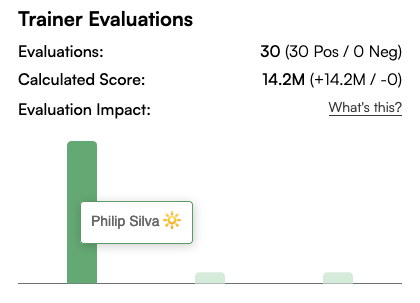 Trainer Evaluations
Evaluations: 30 (30 Pos / 0 Neg)
Calculated Score: 14.2M (+14.2M / -0)
Evaluation Impact: What's this?
Philip Silva ☀️